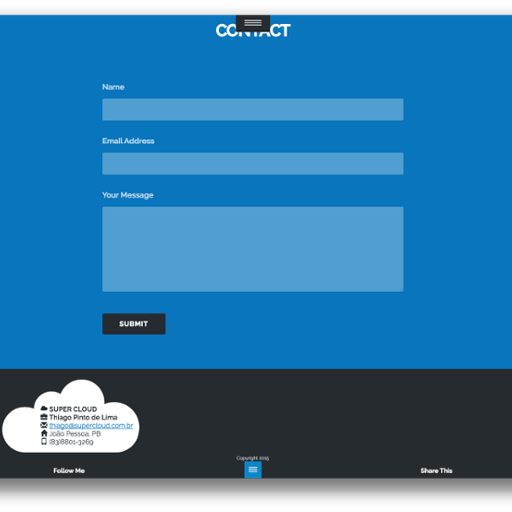 CONTACT
Name
Email Address
Your Message
SUBMIT
SUPER CLOUD
Thiago Pinto de Lima
thiago@supercloud.com.br
João Pessoa, PB
(83)8801-3269
Copyright 2015
Follow Me
Share This